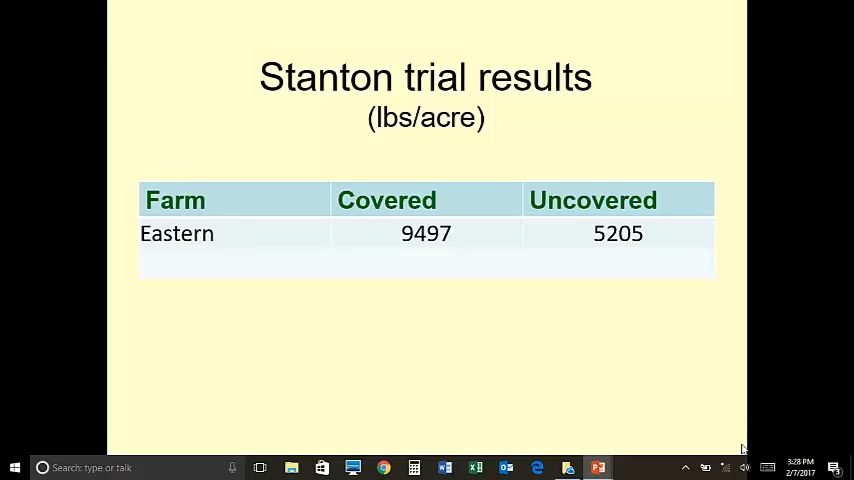 Stanton trial results
(lbs/acre)
Farm Covered Uncovered
Eastern 9497 5205
Search: type or talk
3:28 PM
2/7/2017
3